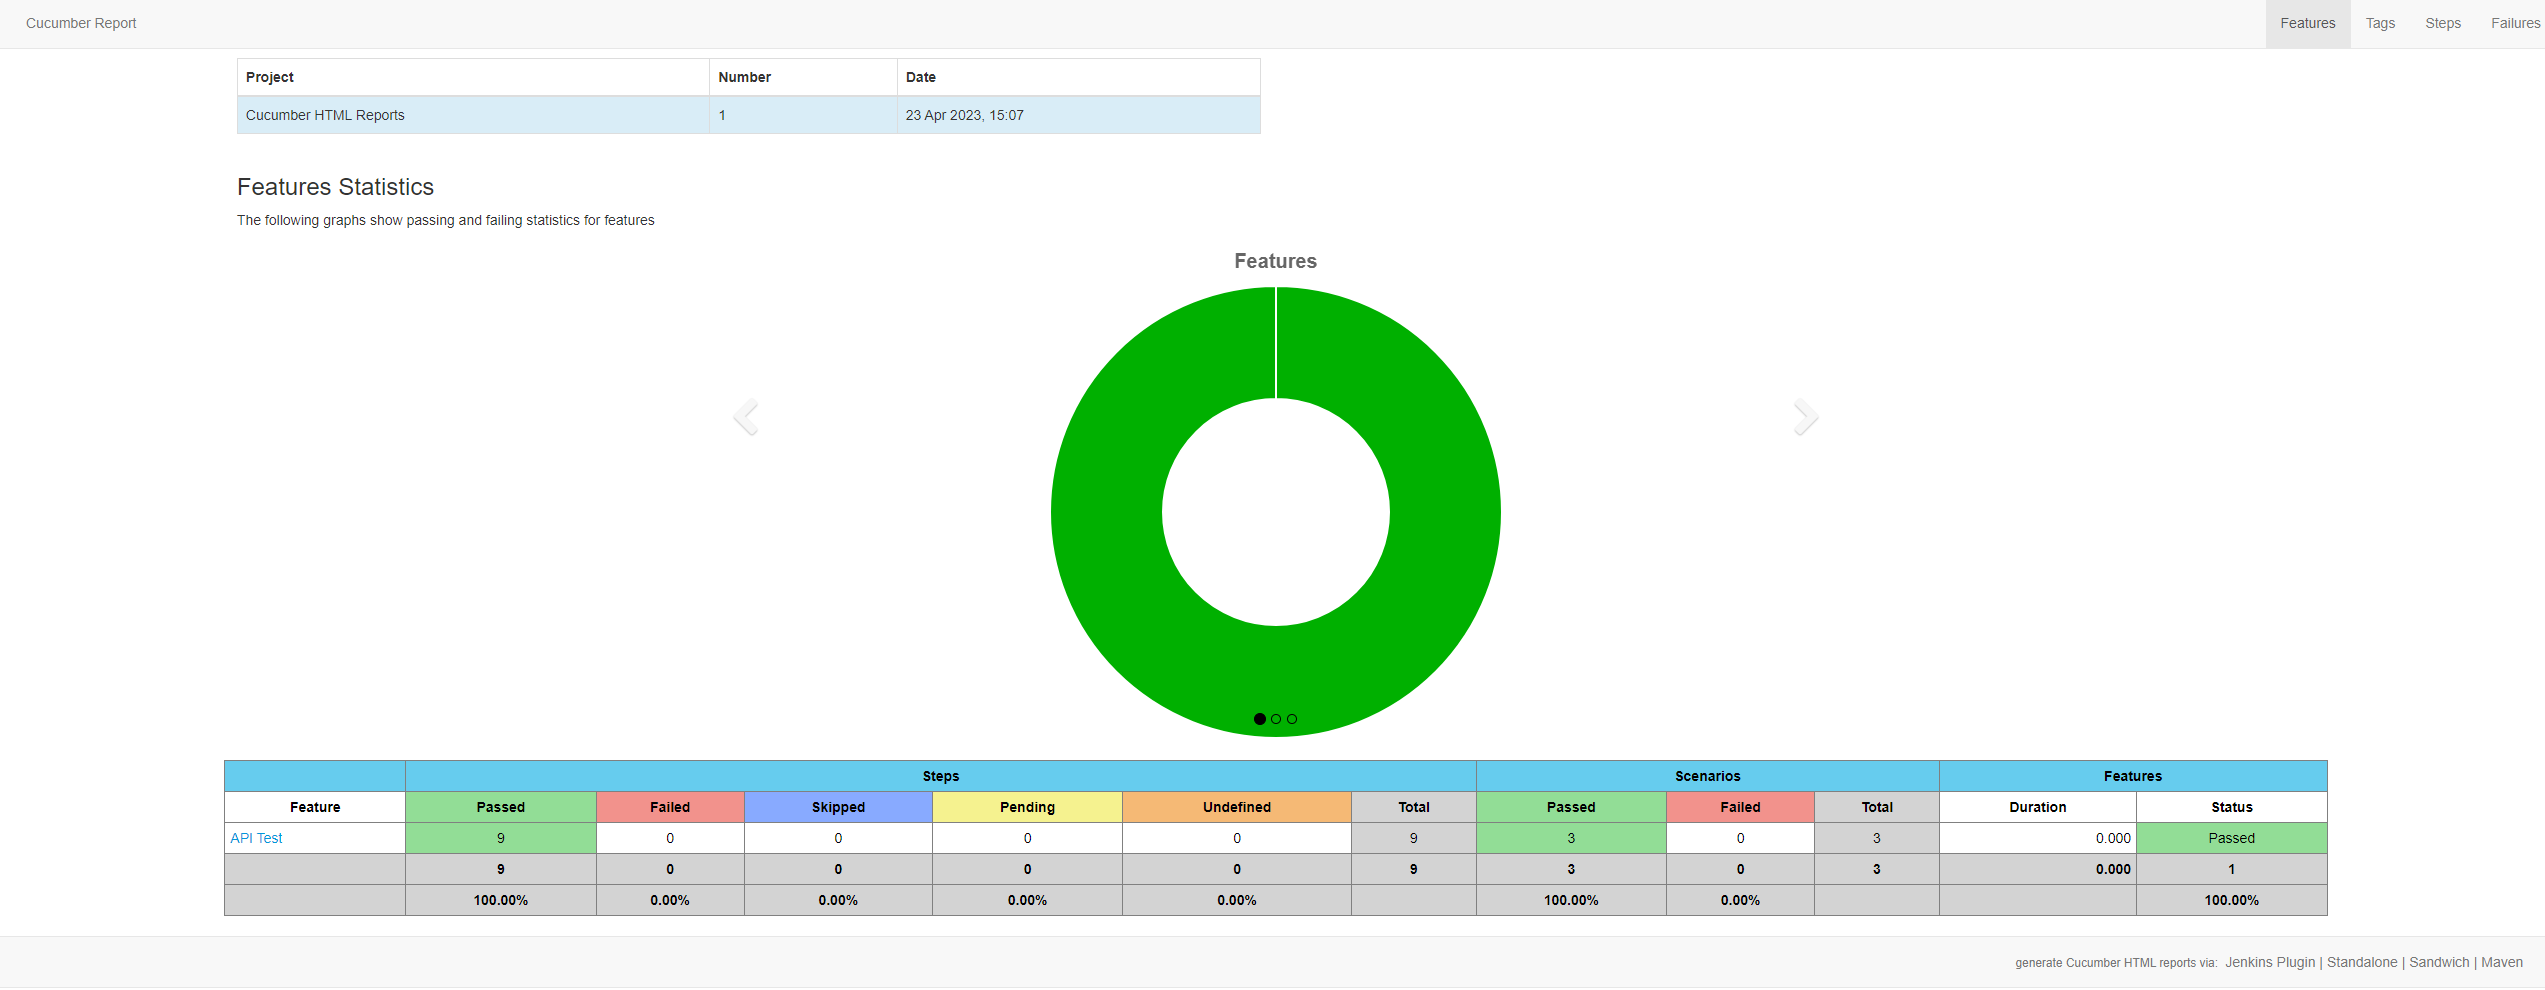 Cucumber Report Features Tags Steps Failures
Project Number Date
Cucumber HTML Reports 1 23 Apr 2023, 15:07
Features Statistics
The following graphs show passing and failing statistics for features
Features
Steps Scenarios Features
Feature Passed Failed Skipped Pending Undefined Total Passed Failed Total Duration Status
API Test 9 0 0 0 0 9 3 0 3 0.000 Passed
9 0 0 0 0 9 3 0 3 0.000 1
100.00% 0.00% 0.00% 0.00% 0.00% 100.00% 0.00% 100.00%
generate Cucumber HTML reports via: Jenkins Plugin | Standalone | Sandwich | Maven